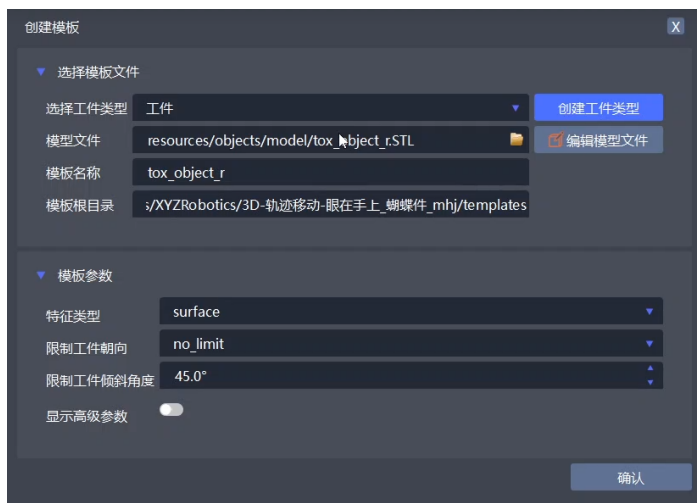 创建模板
X
选择模板文件
选择工件类型 工件 创建工件类型
模型文件 resources/objects/model/tox_object_r.STL 编辑模型文件
模板名称 tox_object_r
模板根目录 s/XYZRobotics/3D-轨迹移动-眼在手上_蝴蝶件_mhj/templates
模板参数
特征类型 surface
限制工件朝向 no_limit
限制工件倾斜角度 45.0°
显示高级参数
确认